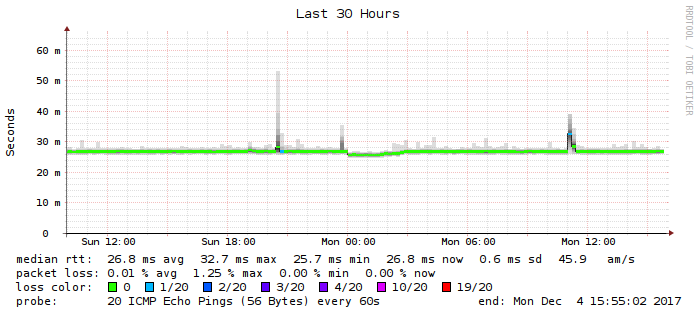 Last 30 Hours
RRDTOOL / TOBI OETIKER
Seconds
60 m
50 m
40 m
30 m
20 m
10 m
0
Sun 12:00 Sun 18:00 Mon 00:00 Mon 06:00 Mon 12:00
median rtt: 26.8 ms avg 32.7 ms max 25.7 ms min 26.8 ms now 0.6 ms sd 45.9 am/s
packet loss: 0.01 % avg 1.25 % max 0.00 % min 0.00 % now
loss color: 0 1/20 2/20 3/20 4/20 10/20 19/20
probe: 20 ICMP Echo Pings (56 Bytes) every 60s end: Mon Dec 4 15:55:02 2017